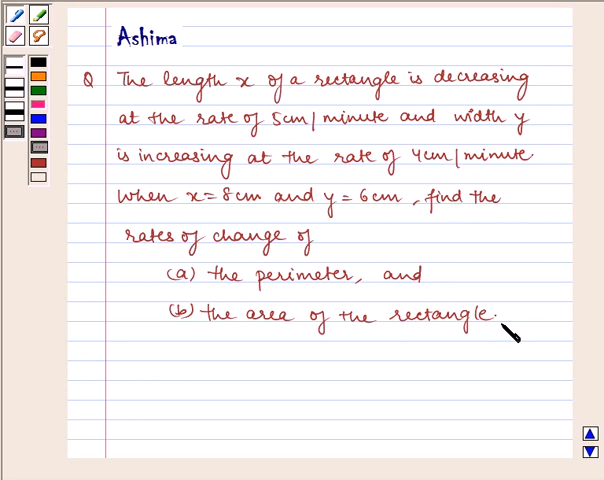 Ashima
Q The length x of a rectangle is decreasing
at the rate of 5cm/minute and width y
is increasing at the rate of 4cm/minute.
When x=8cm and y=6cm, find the
rates of change of
(a) the perimeter, and
(b) the area of the rectangle.